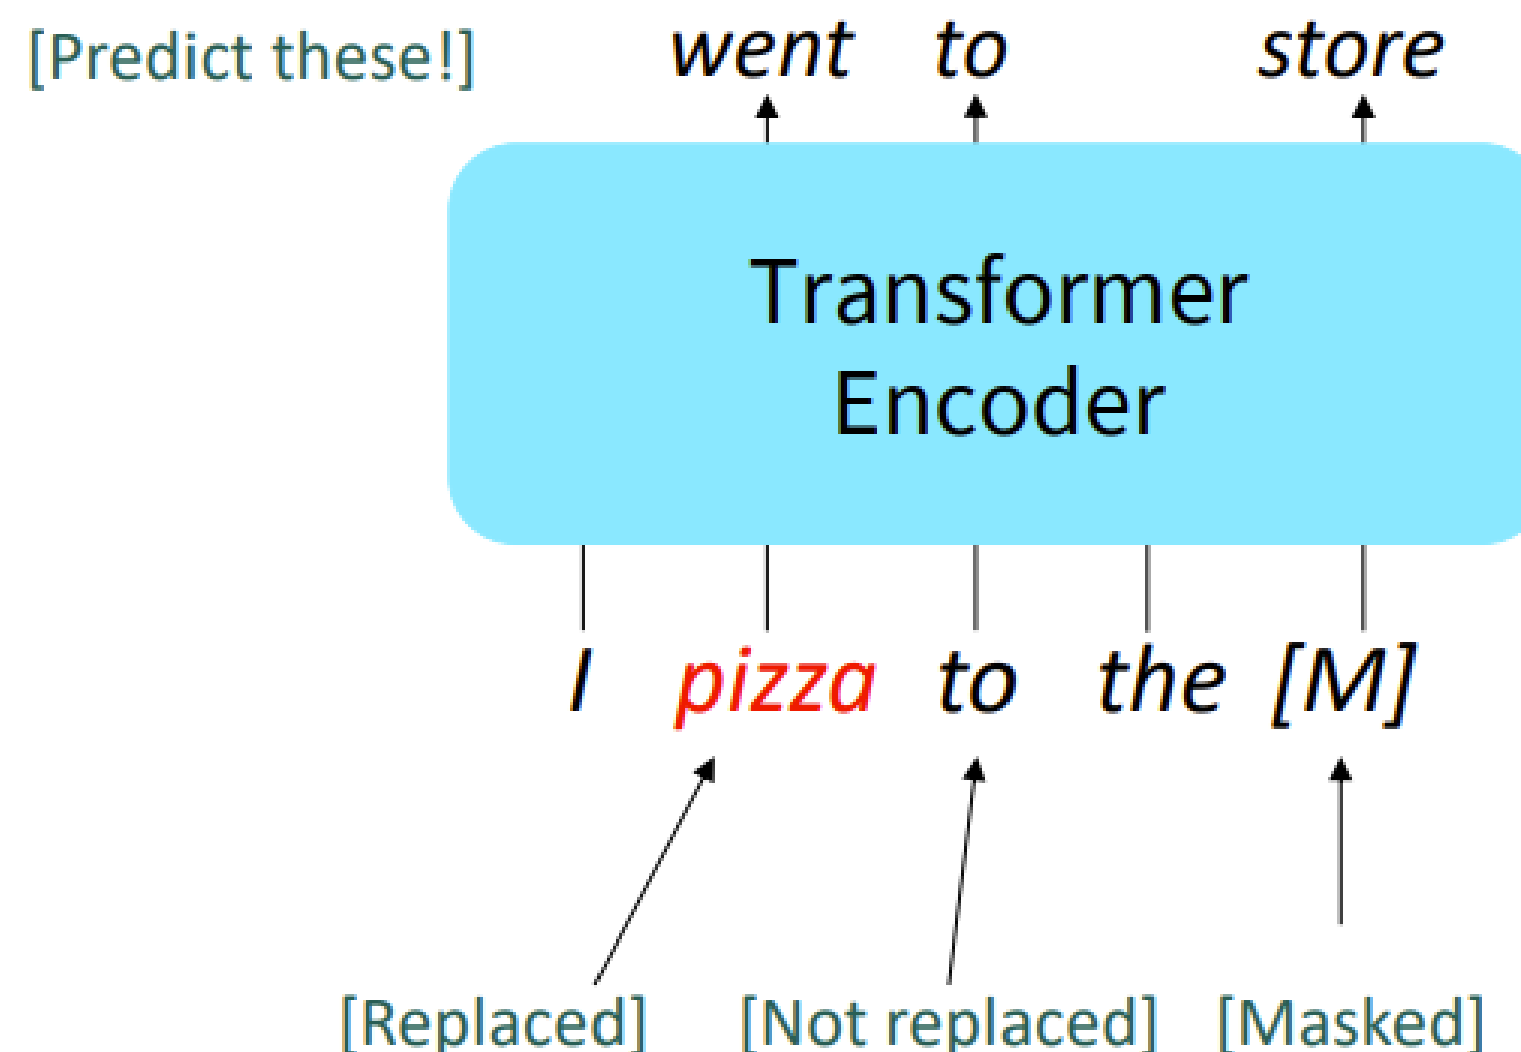 [Predict these!] went to store
Transformer
Encoder
I pizza to the [M]
[Replaced] [Not replaced] [Masked]